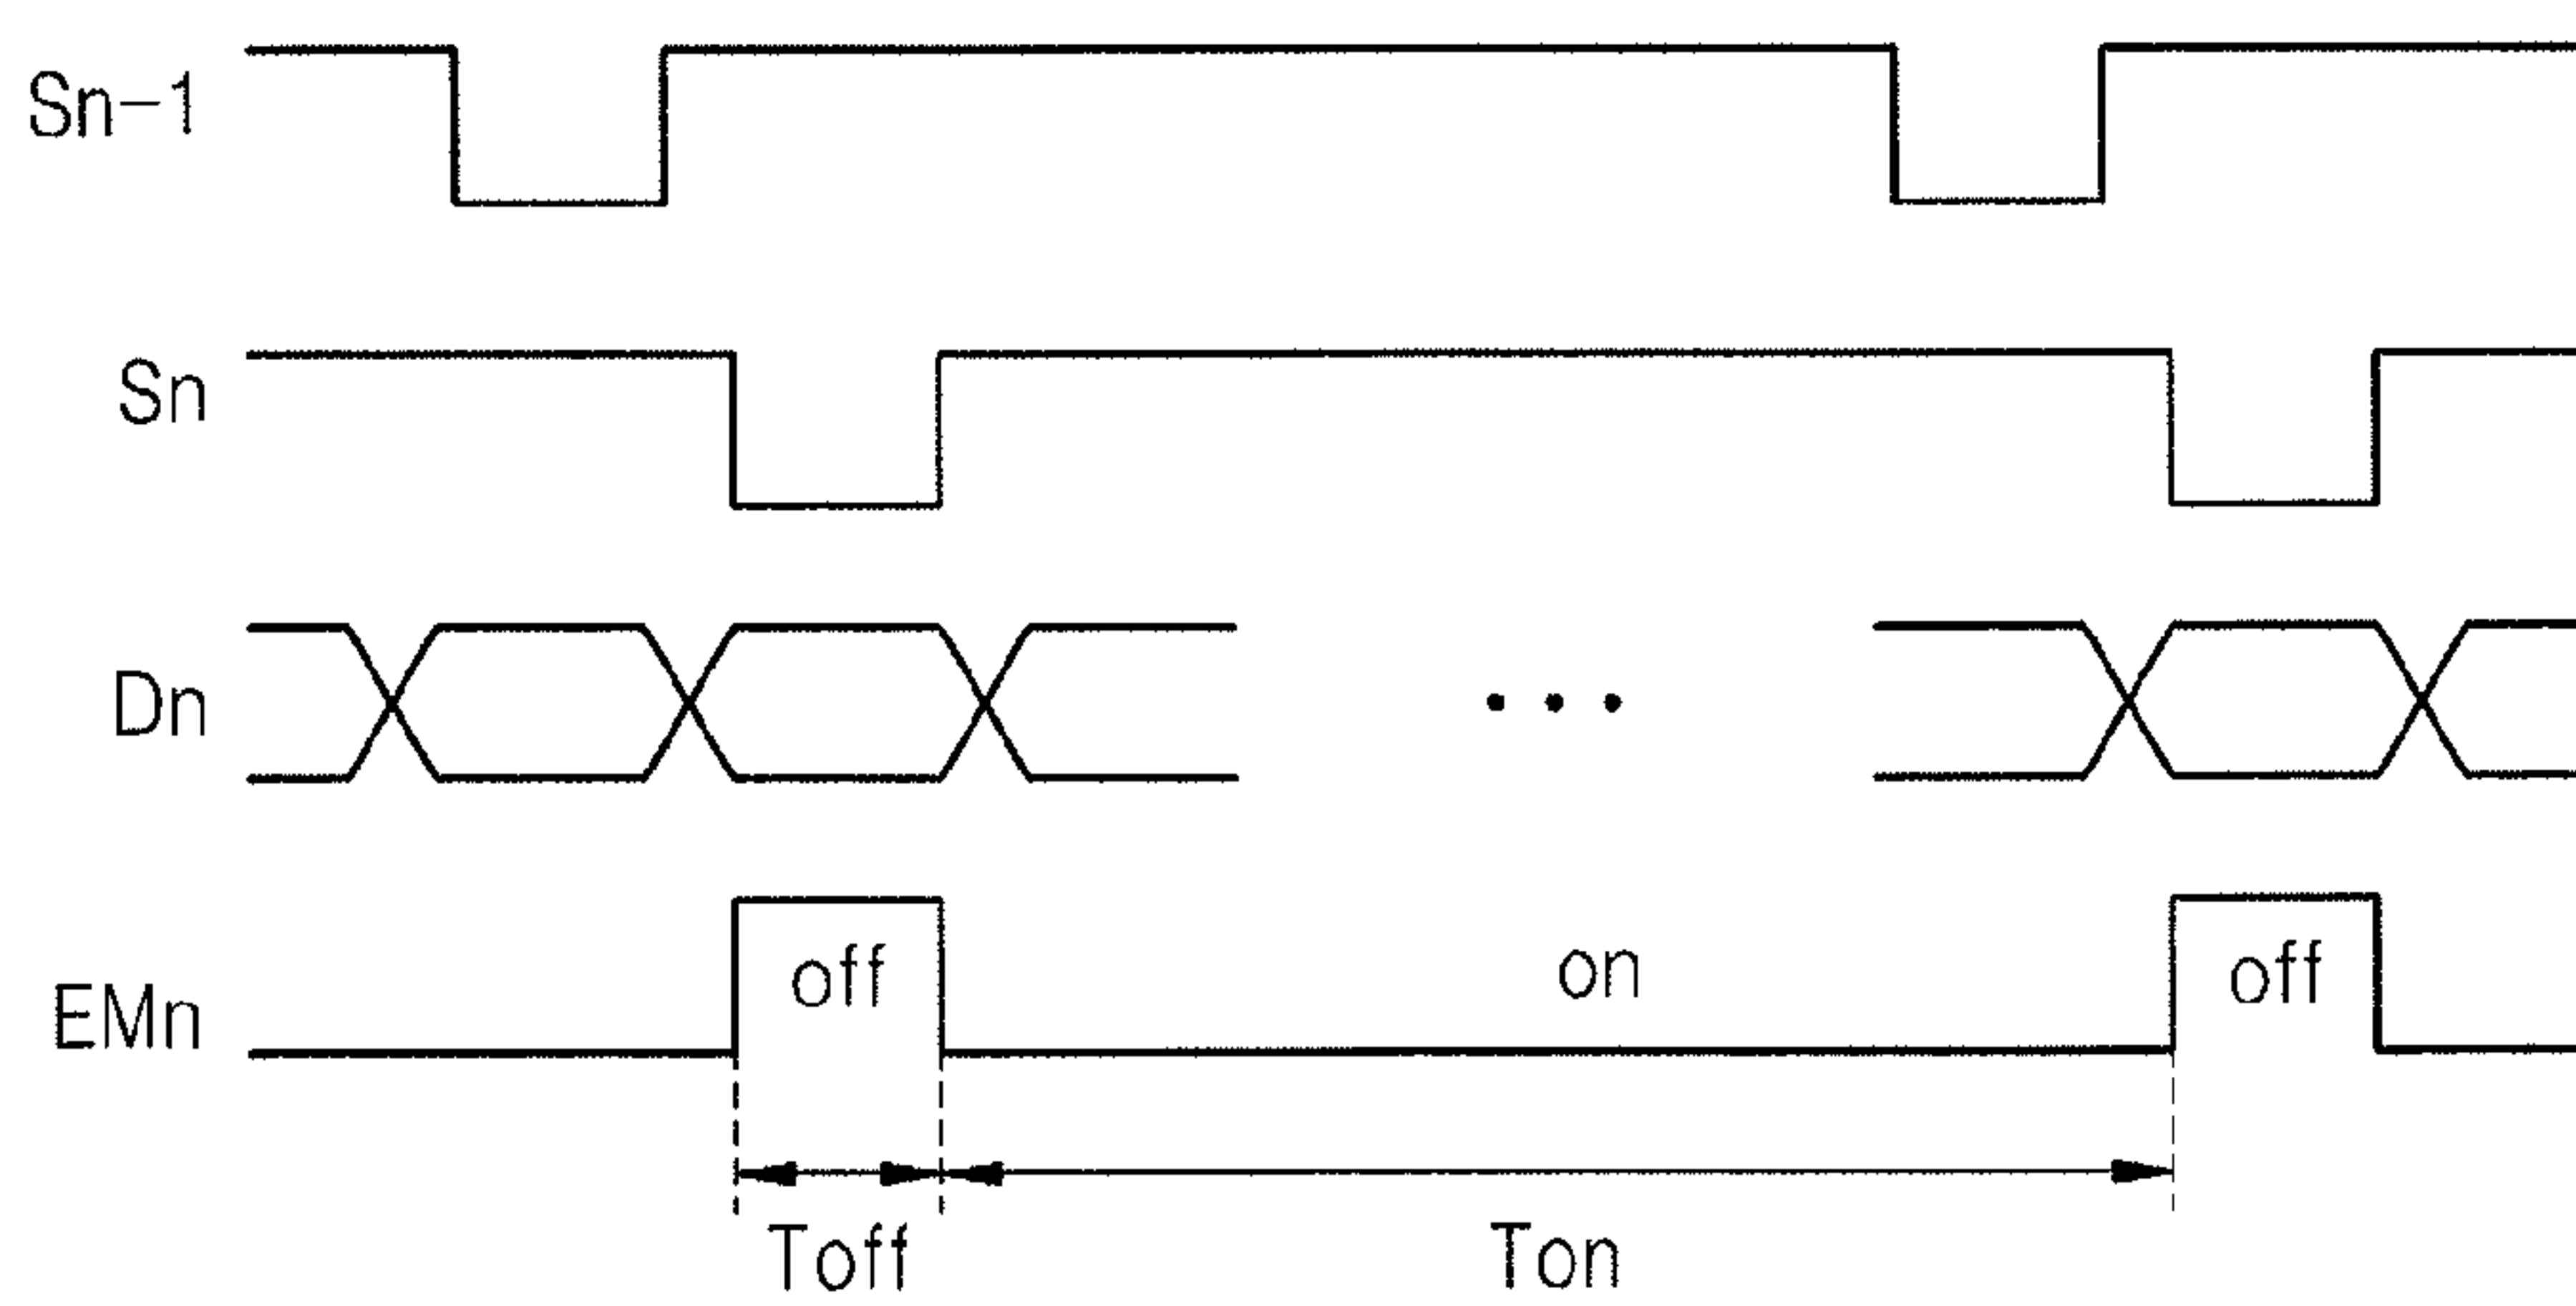 Sn-1
Sn
Dn
• • •
EMn
off
on
off
Toff
Ton